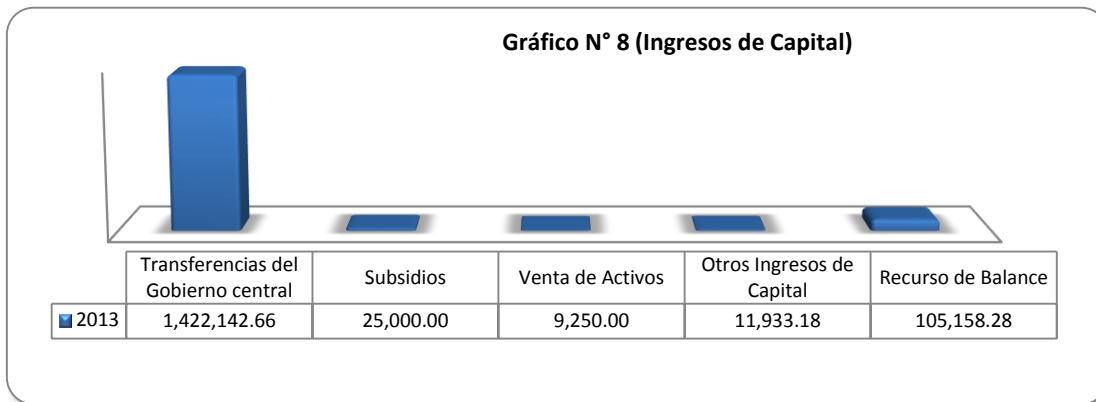 Gráfico N° 8 (Ingresos de Capital)
Transferencias del
Gobierno central
Subsidios
Venta de Activos
Otros Ingresos de
Capital
Recurso de Balance
2013 1,422,142.66 25,000.00 9,250.00 11,933.18 105,158.28